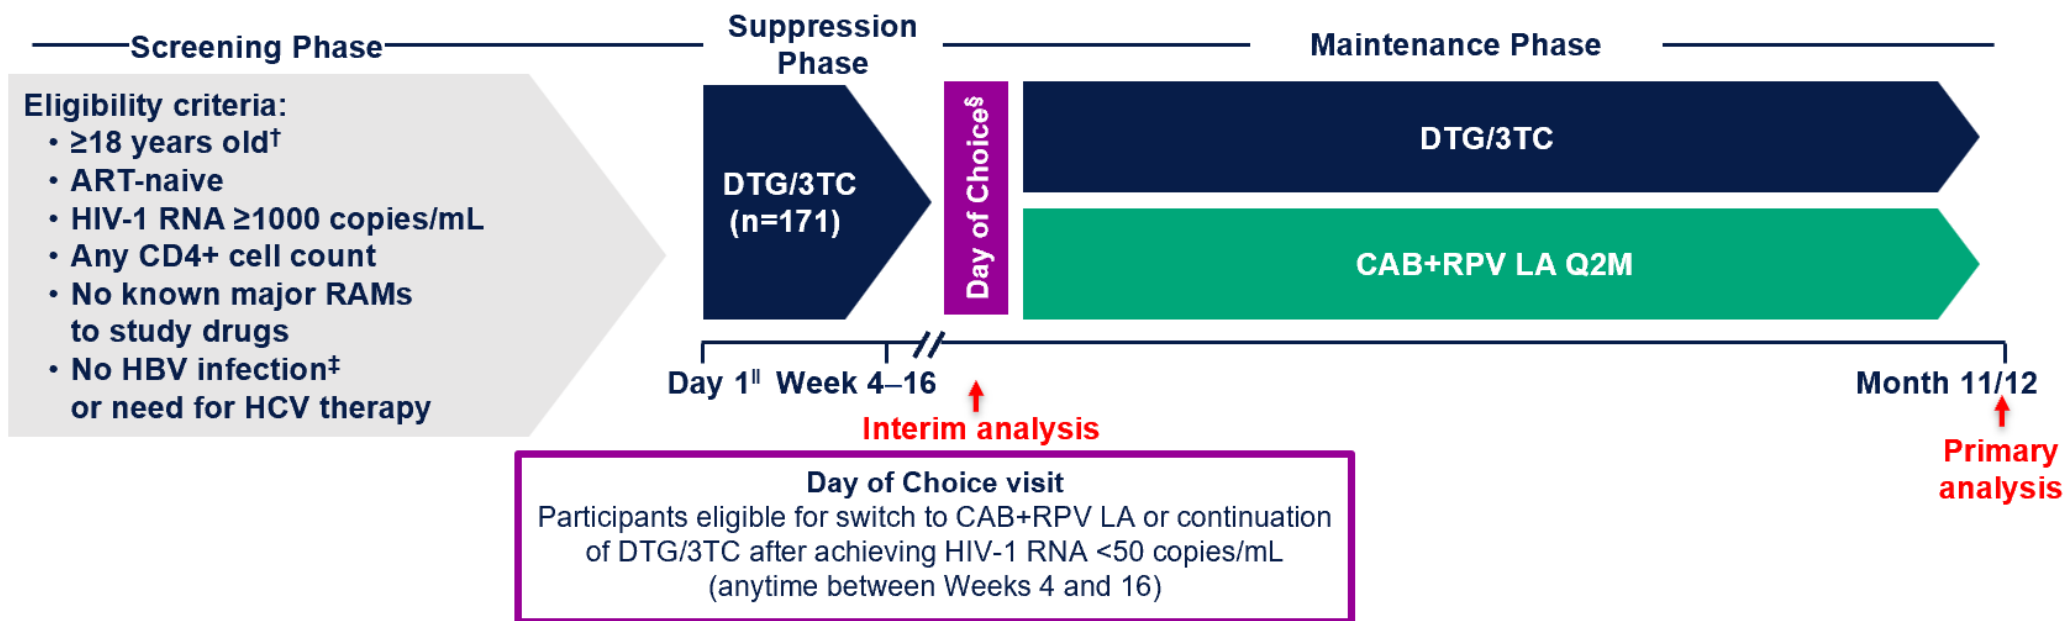 Screening Phase
Suppression
Phase
Maintenance Phase
Eligibility criteria:
• ≥18 years old†
• ART-naive
• HIV-1 RNA ≥1000 copies/mL
• Any CD4+ cell count
• No known major RAMs
to study drugs
• No HBV infection‡
or need for HCV therapy
DTG/3TC
(n=171)
Day of Choice§
DTG/3TC
CAB+RPV LA Q2M
Day 1‖
Week 4–16
Month 11/12
Interim analysis
Primary
analysis
Day of Choice visit
Participants eligible for switch to CAB+RPV LA or continuation
of DTG/3TC after achieving HIV-1 RNA <50 copies/mL
(anytime between Weeks 4 and 16)